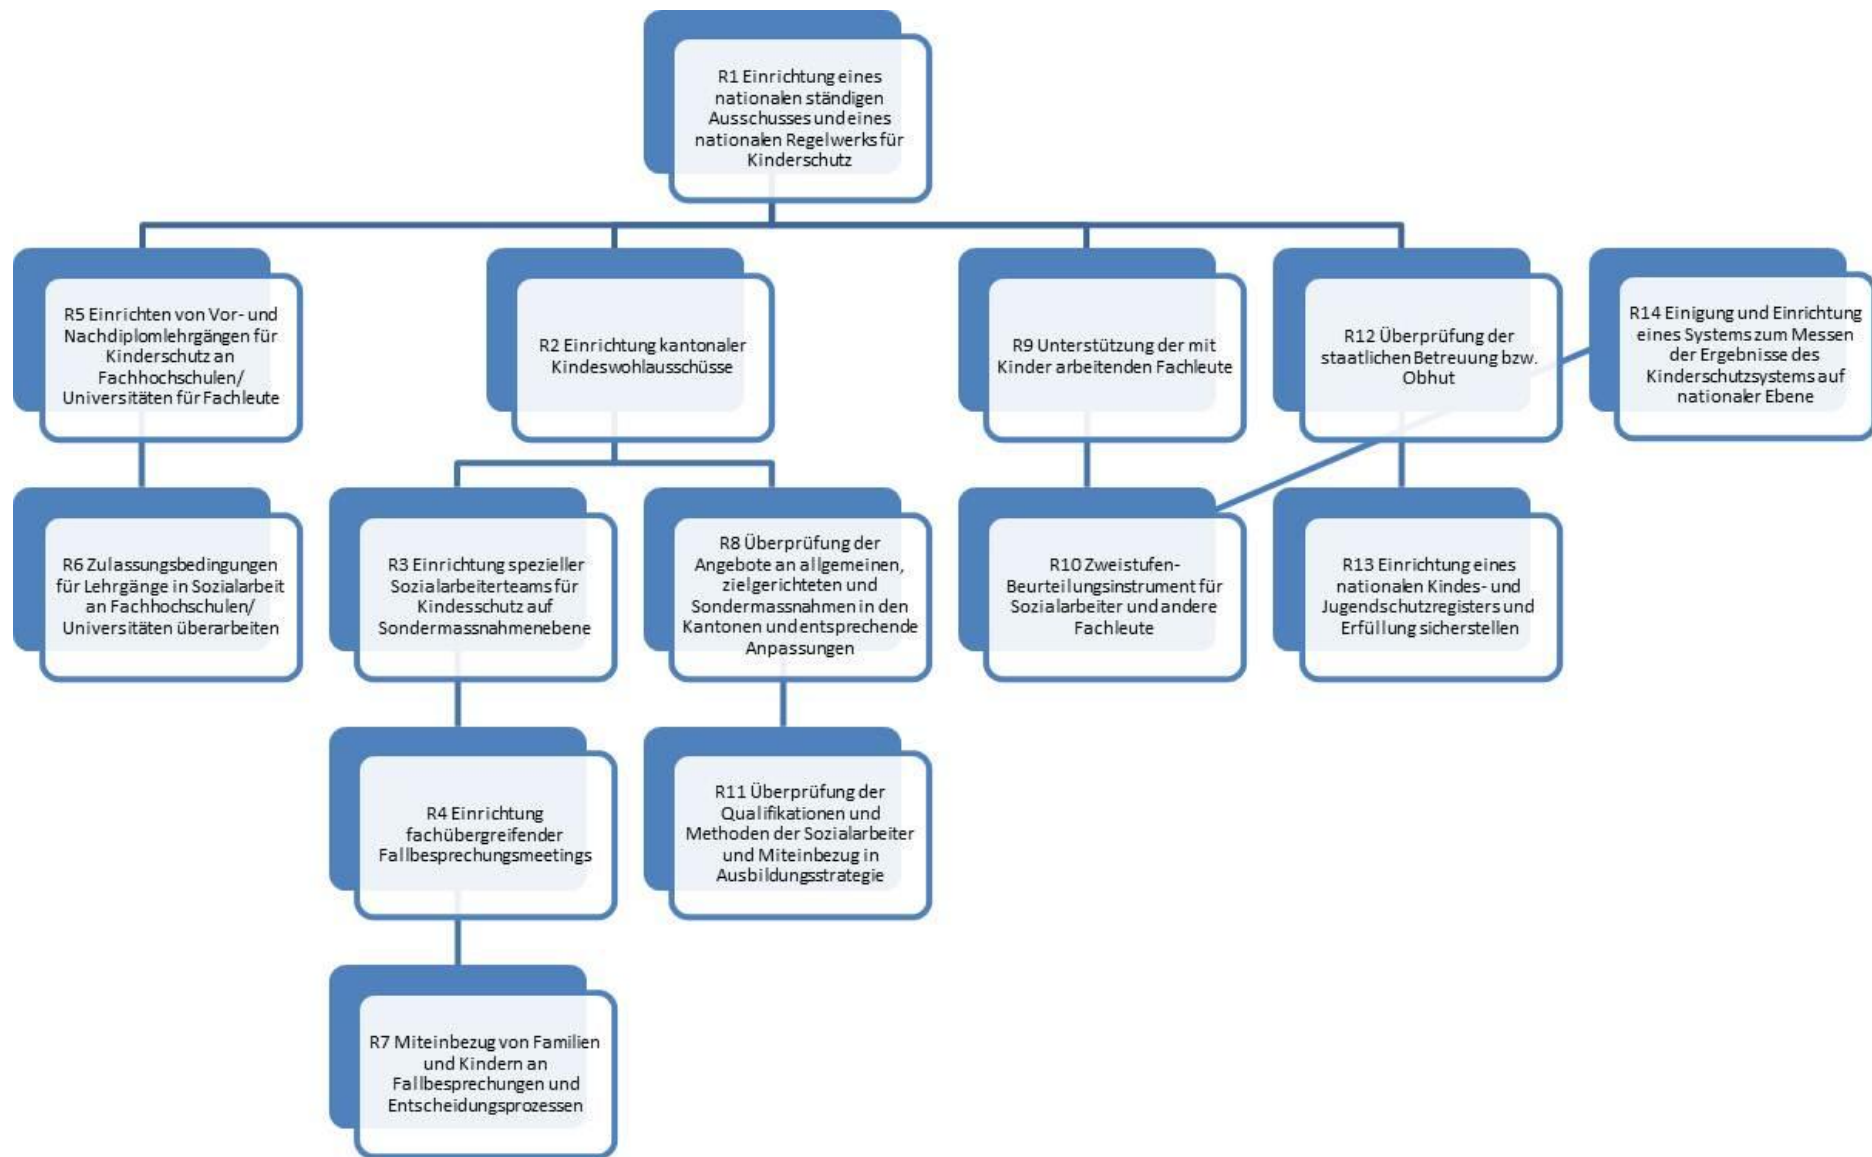 R1 Einrichtung eines
nationalen ständigen
Ausschusses und eines
nationalen Regelwerks für
Kinderschutz
R5 Einrichten von Vor- und
Nachdiplomlehrgängen für
Kinderschutz an
Fachhochschulen/
Universitäten für Fachleute
R2 Einrichtung kantonaler
Kindeswohlausschüsse
R9 Unterstützung der mit
Kinder arbeitenden Fachleute
R12 Überprüfung der
staatlichen Betreuung bzw.
Obhut
R14 Einigung und Einrichtung
eines Systems zum Messen
der Ergebnisse des
Kinderschutzsystems auf
nationaler Ebene
R6 Zulassungsbedingungen
für Lehrgänge in Sozialarbeit
an Fachhochschulen/
Universitäten überarbeiten
R3 Einrichtung spezieller
Sozialarbeiterteams für
Kindesschutz auf
Sondermassnahmenebene
R8 Überprüfung der
Angebote an allgemeinen,
zielgerichteten und
Sondermassnahmen in den
Kantonen und entsprechende
Anpassungen
R10 Zweistufen-
Beurteilungsinstrument für
Sozialarbeiter und andere
Fachleute
R13 Einrichtung eines
nationalen Kindes- und
Jugendschutzregisters und
Erfüllung sicherstellen
R4 Einrichtung
fachübergreifender
Fallbesprechungsmeetings
R11 Überprüfung der
Qualifikationen und
Methoden der Sozialarbeiter
und Miteinbezug in
Ausbildungsstrategie
R7 Miteinbezug von Familien
und Kindern an
Fallbesprechungen und
Entscheidungsprozessen